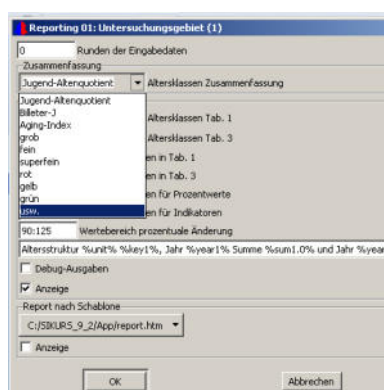 Reporting 01: Untersuchungsgebiet (1)
0 Runden der Eingabedaten
Zusammenfassung
Jugend-Altenquotient Altersklassen Zusammenfassung
Jugend-Altenquotient
Billeter-J
Altersklassen Tab. 1
Aging-Index
grob
Altersklassen Tab. 3
fein
en in Tab. 1
superfein
en in Tab. 3
rot
gelb
en für Prozentwerte
grün
usw.
en für Indikatoren
90:125 Wertebereich prozentuale Änderung
Altersstruktur %unit% %key1%, Jahr %year1% Summe %sum1.0% und Jahr %year
Debug-Ausgaben
Anzeige
Report nach Schablone
C:/SIKURS_9_2/App/report.htm
Anzeige
OK Abbrechen